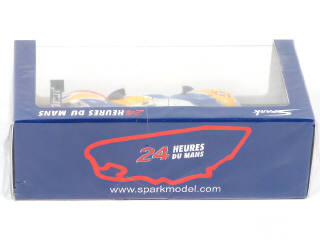 24 HEURES DU MANS
Spark
24 HEURES
DU MANS
www.sparkmodel.com